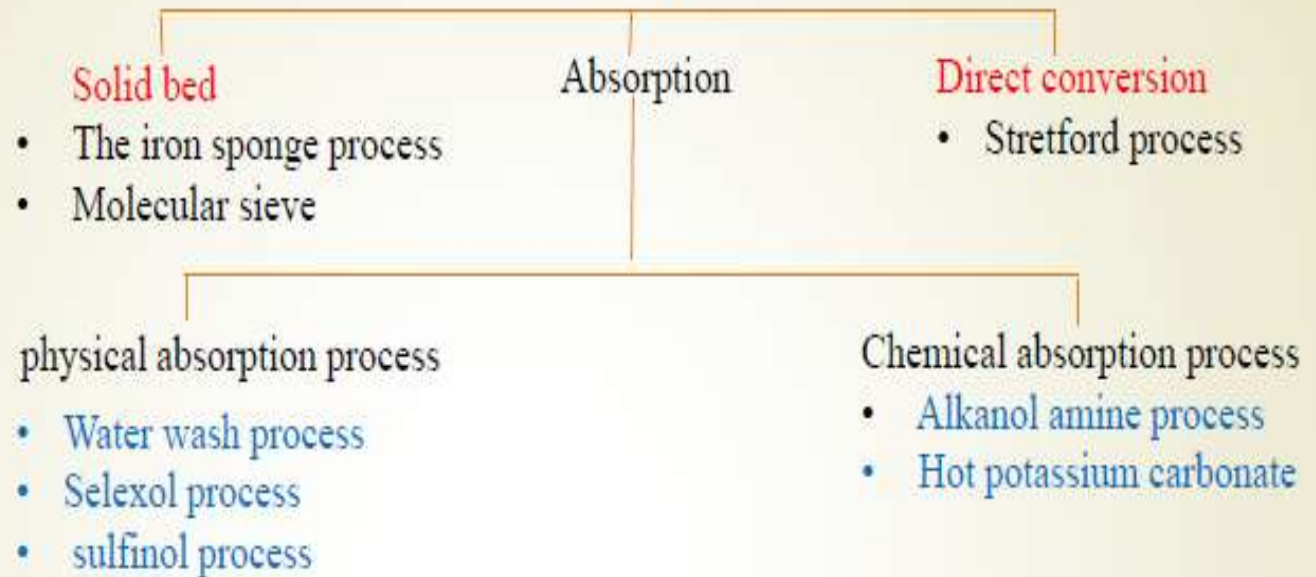 Solid bed
• The iron sponge process
• Molecular sieve
Absorption
Direct conversion
• Stretford process
physical absorption process
• Water wash process
• Selexol process
• sulfinol process
Chemical absorption process
• Alkanol amine process
• Hot potassium carbonate